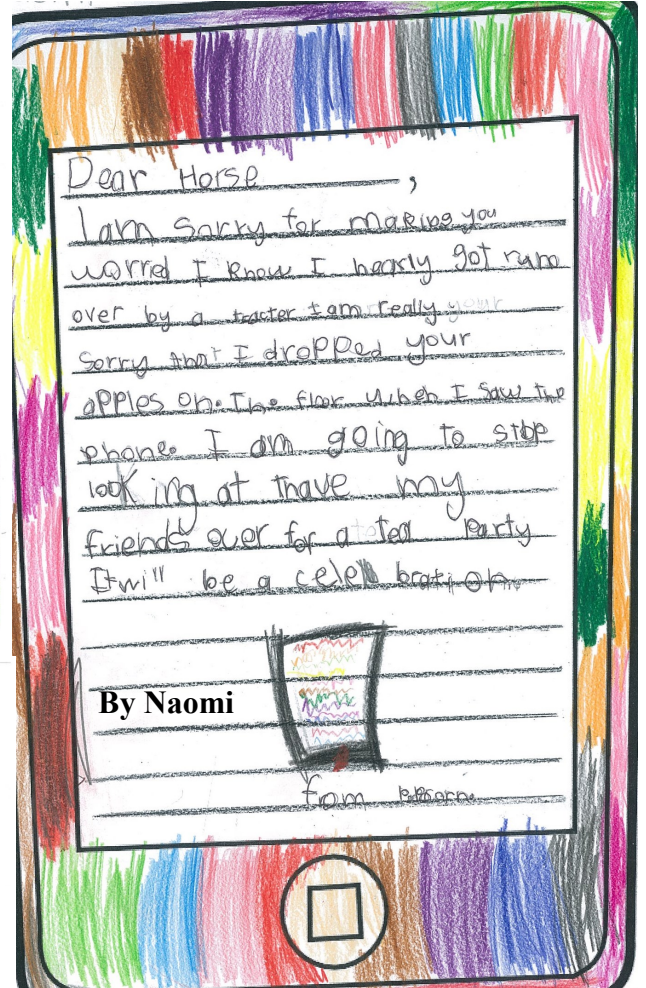 Dear Horse ,
I am Sorry for making you
worred I know I nearly got run
over by a tracter I am really your
Sorry that I dropped your
apples on. The floor when I saw the
phone. I am going to stop
looking at I have my
friends over for a tea Party
It will be a celebration.
By Naomi
from